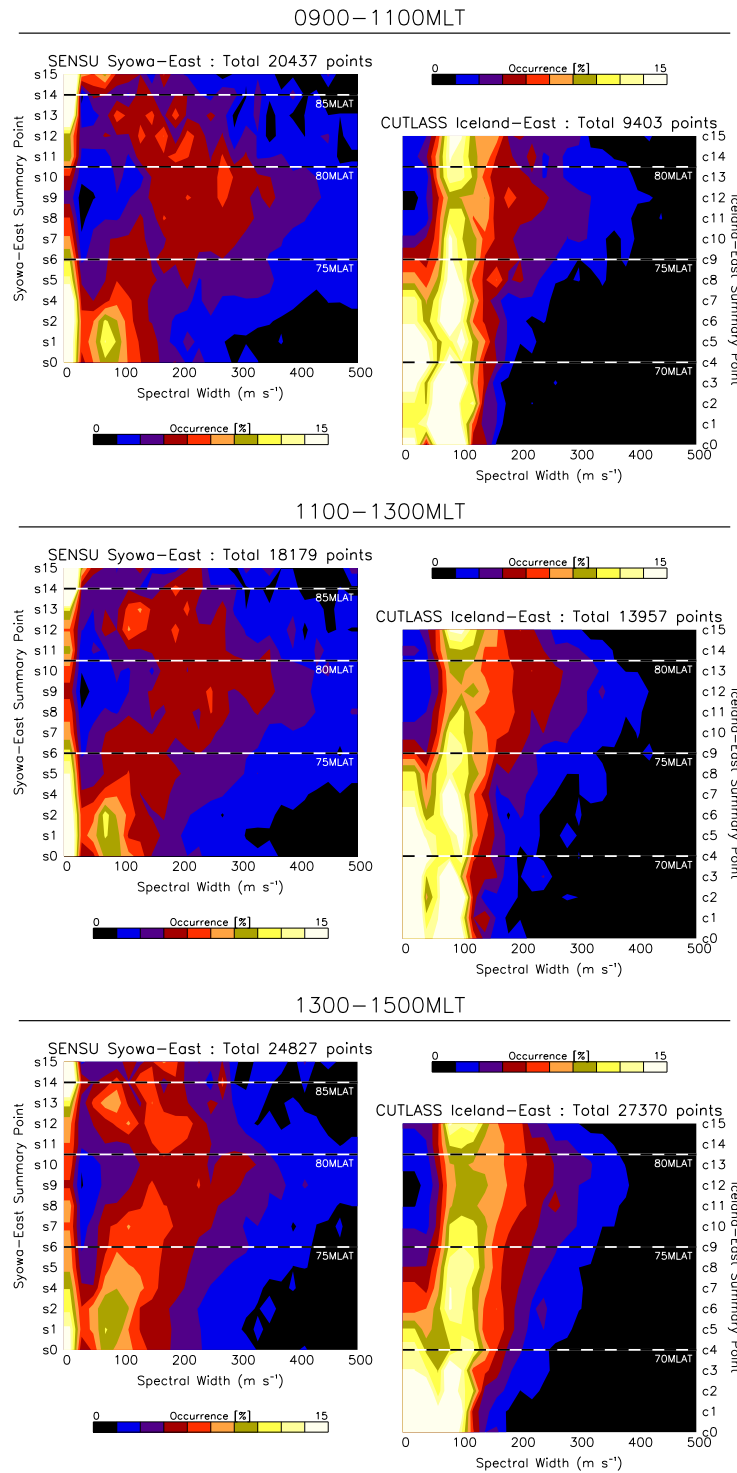 0900-1100MLT
SENSU Syowa-East : Total 20437 points
0 Occurrence [%] 15
CUTLASS Iceland-East : Total 9403 points
Syowa-East Summary Point
s15
s14
s13
s12
s11
s10
s9
s8
s7
s6
s5
s4
s2
s1
s0
85MLAT
80MLAT
75MLAT
0 100 200 300 400 500
Spectral Width (m s⁻¹)
0 Occurrence [%] 15
c15
c14
c13
c12
c11
c10
c9
c8
c7
c6
c5
c4
c3
c2
c1
c0
Iceland-East Summary Point
80MLAT
75MLAT
70MLAT
0 100 200 300 400 500
Spectral Width (m s⁻¹)
1100-1300MLT
SENSU Syowa-East : Total 18179 points
0 Occurrence [%] 15
CUTLASS Iceland-East : Total 13957 points
Syowa-East Summary Point
s15
s14
s13
s12
s11
s10
s9
s8
s7
s6
s5
s4
s2
s1
s0
85MLAT
80MLAT
75MLAT
0 100 200 300 400 500
Spectral Width (m s⁻¹)
0 Occurrence [%] 15
c15
c14
c13
c12
c11
c10
c9
c8
c7
c6
c5
c4
c3
c2
c1
c0
Iceland-East Summary Point
80MLAT
75MLAT
70MLAT
0 100 200 300 400 500
Spectral Width (m s⁻¹)
1300-1500MLT
SENSU Syowa-East : Total 24827 points
0 Occurrence [%] 15
CUTLASS Iceland-East : Total 27370 points
Syowa-East Summary Point
s15
s14
s13
s12
s11
s10
s9
s8
s7
s6
s5
s4
s2
s1
s0
85MLAT
80MLAT
75MLAT
0 100 200 300 400 500
Spectral Width (m s⁻¹)
0 Occurrence [%] 15
c15
c14
c13
c12
c11
c10
c9
c8
c7
c6
c5
c4
c3
c2
c1
c0
Iceland-East Summary Point
80MLAT
75MLAT
70MLAT
0 100 200 300 400 500
Spectral Width (m s⁻¹)